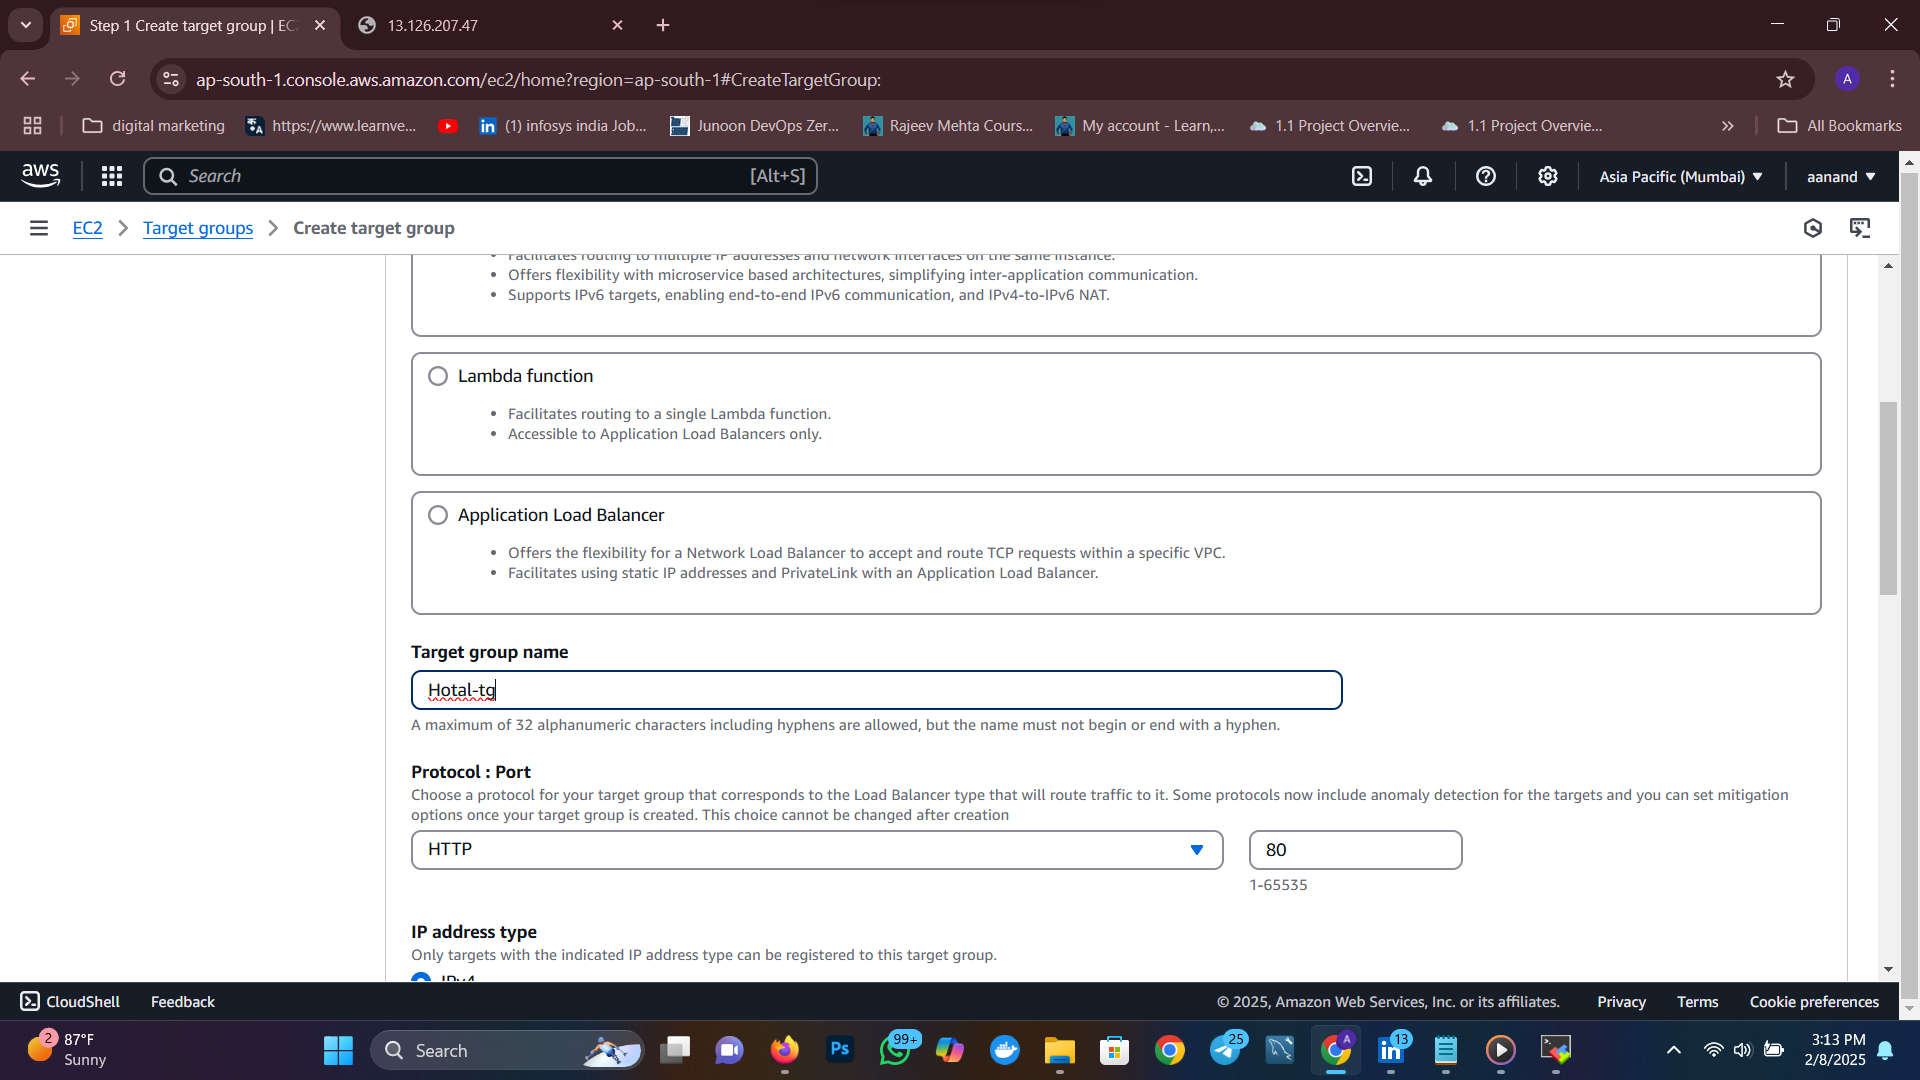 Step 1 Create target group | EC
13.126.207.47
ap-south-1.console.aws.amazon.com/ec2/home?region=ap-south-1#CreateTargetGroup:
A
digital marketing
https://www.learnve...
(1) infosys india Job...
Junoon DevOps Zer...
Rajeev Mehta Cours...
My account - Learn,...
1.1 Project Overvie...
1.1 Project Overvie...
All Bookmarks
aws
Search
[Alt+S]
Asia Pacific (Mumbai)
aanand
EC2
Target groups
Create target group
Facilitates routing to multiple IP addresses and network interfaces on the same instance.
Offers flexibility with microservice based architectures, simplifying inter-application communication.
Supports IPv6 targets, enabling end-to-end IPv6 communication, and IPv4-to-IPv6 NAT.
Lambda function
Facilitates routing to a single Lambda function.
Accessible to Application Load Balancers only.
Application Load Balancer
Offers the flexibility for a Network Load Balancer to accept and route TCP requests within a specific VPC.
Facilitates using static IP addresses and PrivateLink with an Application Load Balancer.
Target group name
Hotal-tg
A maximum of 32 alphanumeric characters including hyphens are allowed, but the name must not begin or end with a hyphen.
Protocol : Port
Choose a protocol for your target group that corresponds to the Load Balancer type that will route traffic to it. Some protocols now include anomaly detection for the targets and you can set mitigation
options once your target group is created. This choice cannot be changed after creation
HTTP
80
1-65535
IP address type
Only targets with the indicated IP address type can be registered to this target group.
IPv4
CloudShell
Feedback
© 2025, Amazon Web Services, Inc. or its affiliates.
Privacy
Terms
Cookie preferences
2
87°F
Sunny
Search
Ps
99+
25
A
13
3:13 PM
2/8/2025